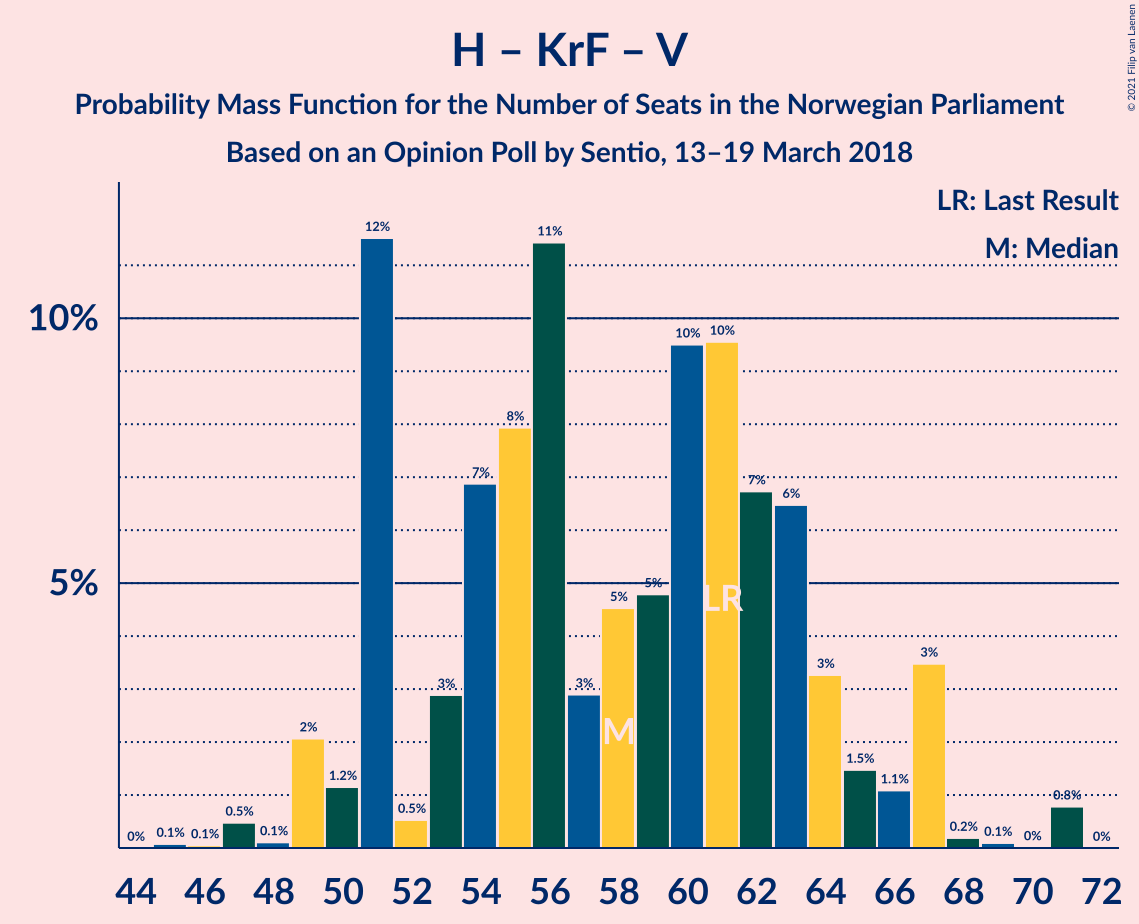 © 2021 Filip van Laenen
H – KrF – V
Probability Mass Function for the Number of Seats in the Norwegian Parliament
Based on an Opinion Poll by Sentio, 13–19 March 2018
LR: Last Result
M: Median
10%
5%
0% 0.1% 0.1% 0.5% 0.1% 2% 1.2% 12% 0.5% 3% 7% 8% 11% 3% 5% 5% 10% 10% 7% 6% 3% 1.5% 1.1% 3% 0.2% 0.1% 0% 0.8% 0%
LR
M
44 46 48 50 52 54 56 58 60 62 64 66 68 70 72